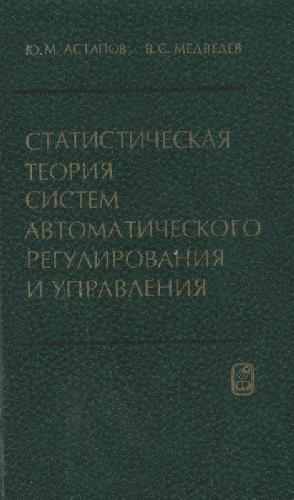 Ю.М. АСТАПОВ В.С. МЕДВЕДЕВ
СТАТИСТИЧЕСКАЯ
ТЕОРИЯ
СИСТЕМ
АВТОМАТИЧЕСКОГО
РЕГУЛИРОВАНИЯ
И УПРАВЛЕНИЯ